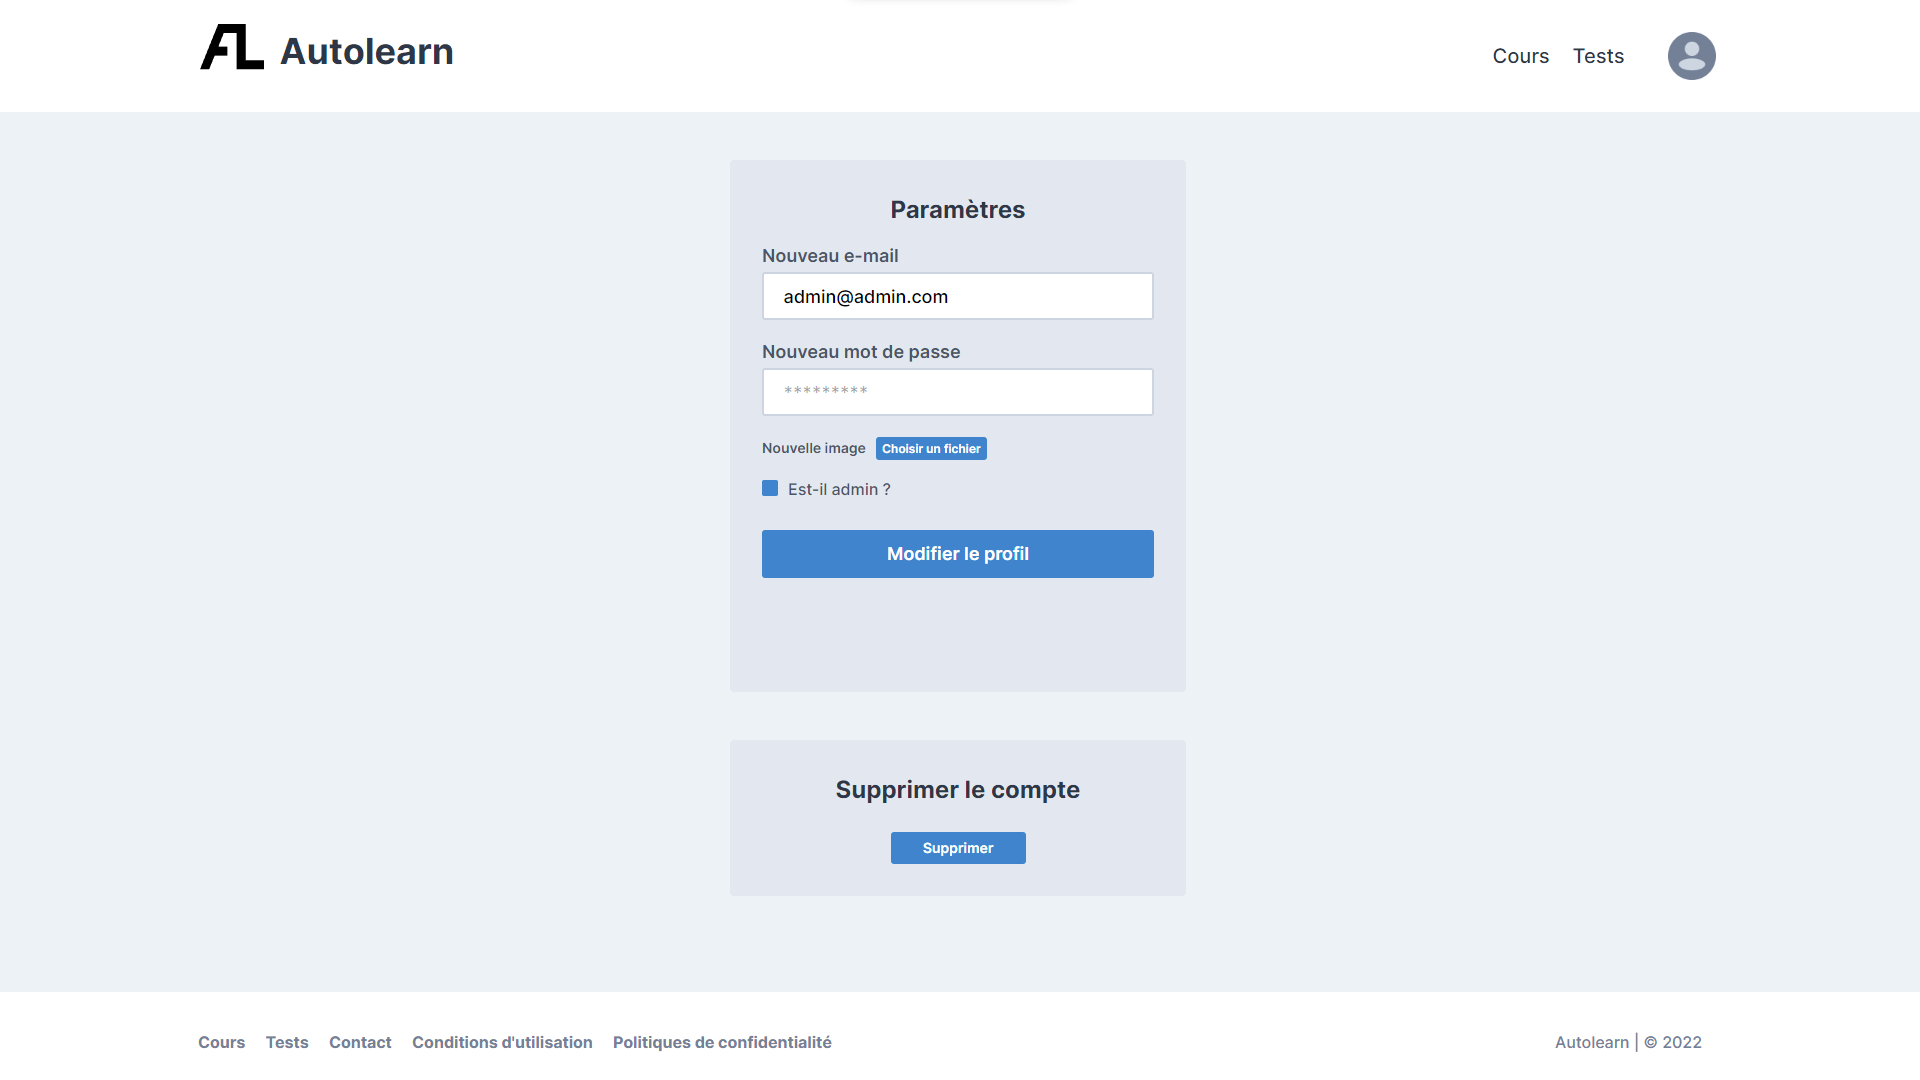 AL Autolearn
Cours Tests
Paramètres
Nouveau e-mail
admin@admin.com
Nouveau mot de passe
*********
Nouvelle image Choisir un fichier
Est-il admin ?
Modifier le profil
Supprimer le compte
Supprimer
Cours Tests Contact Conditions d'utilisation Politiques de confidentialité Autolearn | © 2022